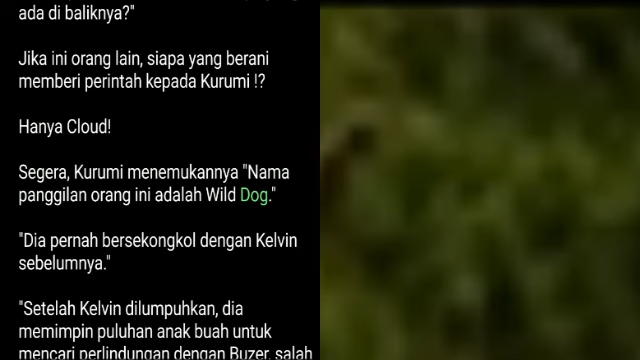 ada di baliknya?"
Jika ini orang lain, siapa yang berani
memberi perintah kepada Kurumi !?
Hanya Cloud!
Segera, Kurumi menemukannya "Nama
panggilan orang ini adalah Wild Dog."
"Dia pernah bersekongkol dengan Kelvin
sebelumnya."
"Setelah Kelvin dilumpuhkan, dia
memimpin puluhan anak buah untuk
mencari perlindungan dengan Buzer, salah